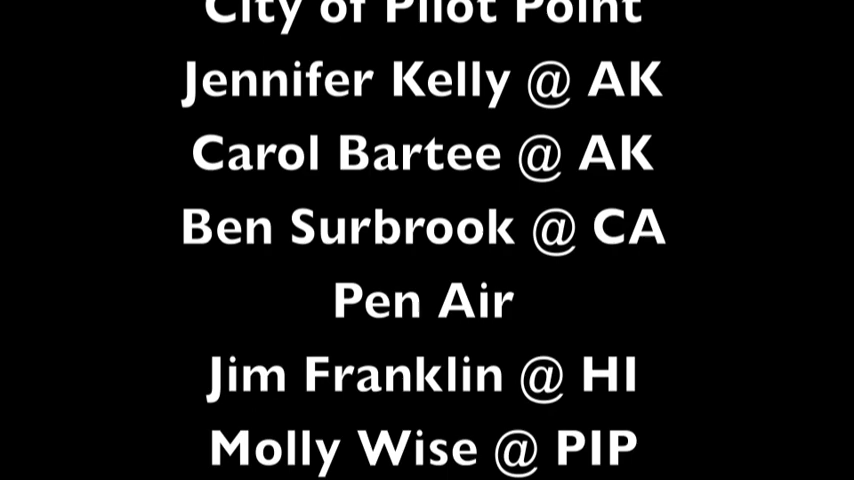 City of Pilot Point
Jennifer Kelly @ AK
Carol Bartee @ AK
Ben Surbrook @ CA
Pen Air
Jim Franklin @ HI
Molly Wise @ PIP